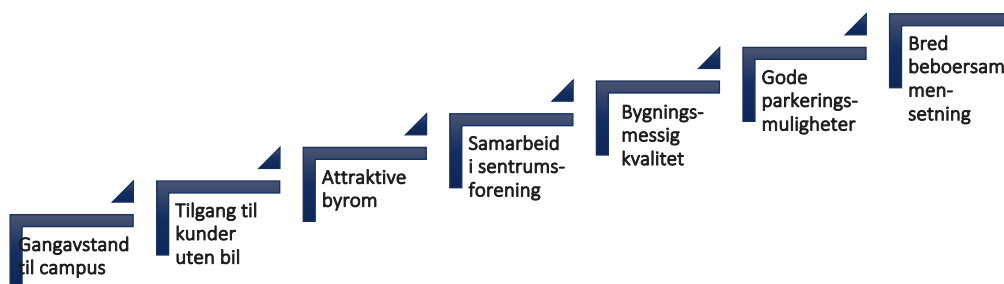 Gangavstand
til campus
Tilgang til
kunder
uten bil
Attraktive
byrom
Samarbeid
i sentrums-
forening
Bygnings-
messig
kvalitet
Gode
parkerings-
muligheter
Bred
beboersam
men-
setning